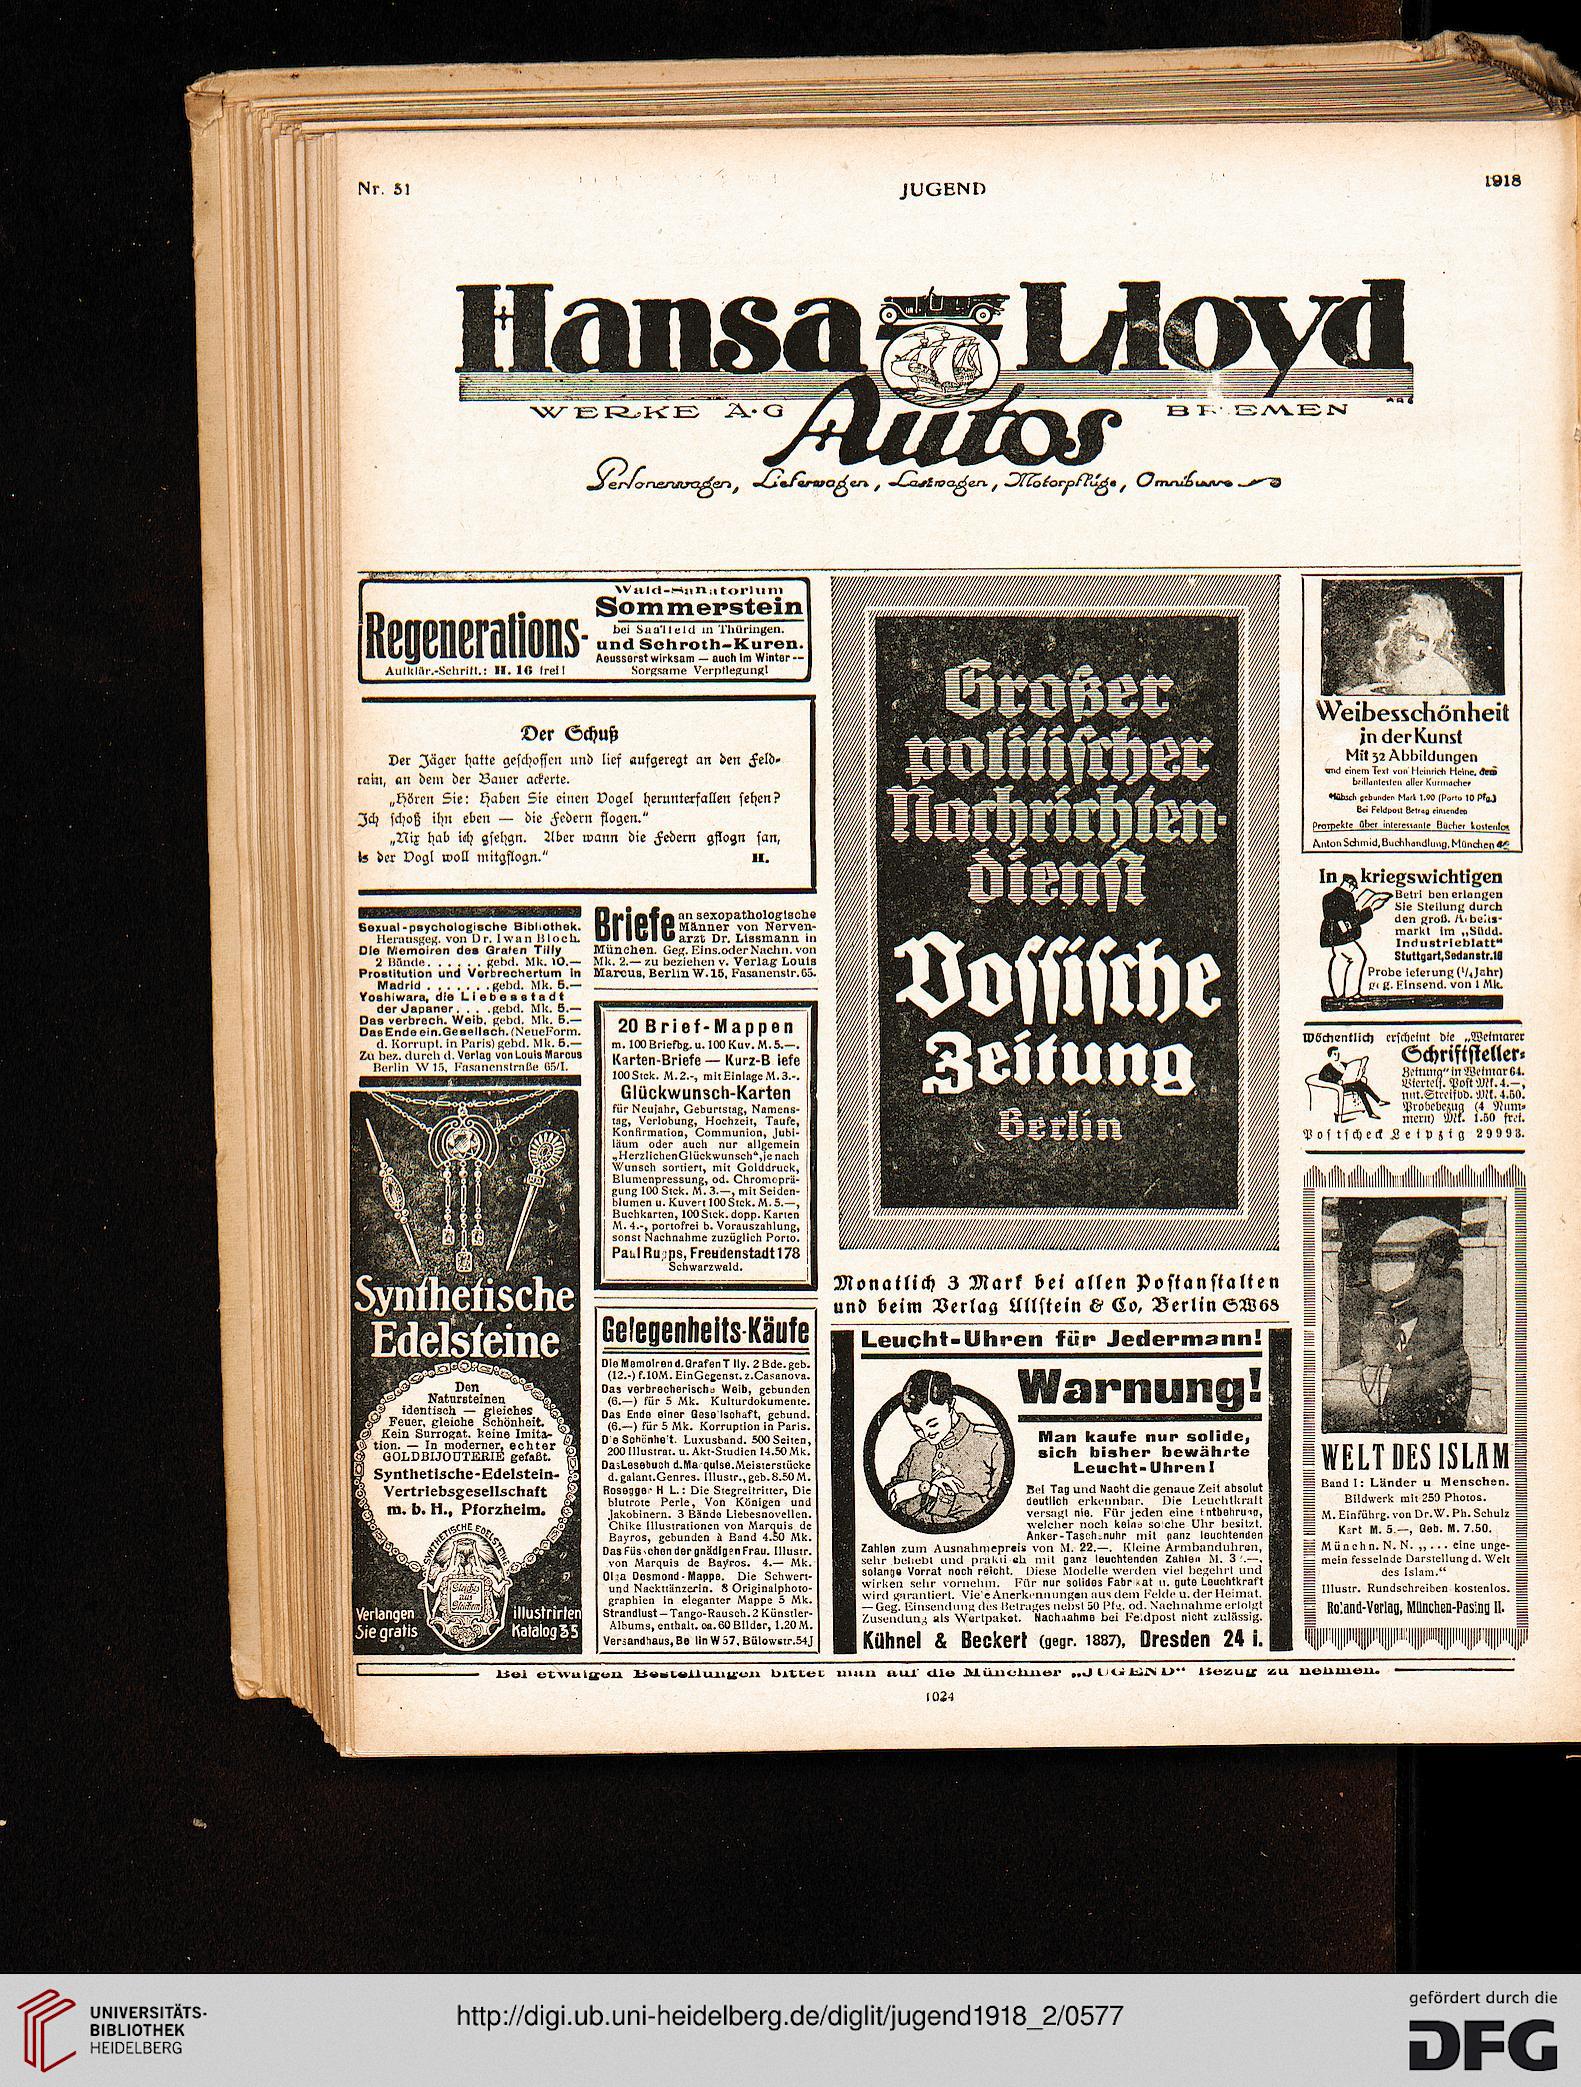 Nr. 51
JUGEND
1918
Hansa Lloyd
WERKE A·G
BREMEN
Autos
Personenwagen, Lieferwagen, Lastwagen, Motorpflüge, Omnibusse
Regenerations-
Aufklär.-Schrift.: H. 16 frei!
Wald-Sanatorium
Sommerstein
bei Saalfeld in Thüringen.
und Schroth-Kuren.
Aeusserst wirksam — auch im Winter --
Sorgsame Verpflegung!
Der Schuß
Der Jäger hatte geschossen und lief aufgeregt an den Feld-
rain, an dem der Bauer ackerte.
„Hören Sie: Haben Sie einen Vogel herunterfallen sehen?
Ich schoß ihn eben — die Federn flogen.“
„Nix hab ich gsehgn. Aber wann die Federn gflogn san,
is der Vogl woll mitgflogn.“ H.
Sexual-psychologische Bibliothek.
Herausgeg. von Dr. Iwan Bloch.
Die Memoiren des Grafen Tilly
2 Bände. . . . . . gebd. Mk. 10.—
Prostitution und Verbrechertum in
Madrid . . . . . . . gebd. Mk. 5.—
Yoshiwara, die Liebesstadt
der Japaner. . . .gebd. Mk. 5.—
Das verbrech. Weib, gebd. Mk. 5.—
Das Ende ein. Gesellsch. (Neue Form.
d. Korrupt. in Paris) gebd. Mk. 5.—
Zu bez. durch d. Verlag von Louis Marcus
Berlin W 15, Fasanenstraße 65/I.
Briefe an sexopathologische
Männer von Nerven-
arzt Dr. Lissmann in
München. Geg. Eins. oder Nachn. von
Mk. 2.— zu beziehen v. Verlag Louis
Marcus, Berlin W. 15, Fasanenstr. 65.
20 Brief-Mappen
m. 100 Briefbg. u. 100 Kuv. M. 5.—.
Karten-Briefe — Kurz-B iefe
100 Stck. M. 2.-, mit Einlage M. 3.-.
Glückwunsch-Karten
für Neujahr, Geburtstag, Namens-
tag, Verlobung, Hochzeit, Taufe,
Konfirmation, Communion, Jubi-
läum oder auch nur allgemein
„Herzlichen Glückwunsch“, je nach
Wunsch sortiert, mit Golddruck,
Blumenpressung, od. Chromoprä-
gung 100 Stck. M. 3.—, mit Seiden-
blumen u. Kuvert 100 Stck. M. 5.—,
Buchkarten, 100 Stck. dopp. Karten
M. 4.-, portofrei b. Vorauszahlung,
sonst Nachnahme zuzüglich Porto.
Paul Rupps, Freudenstadt 178
Schwarzwald.
Synthetische
Edelsteine
Den
Natursteinen
identisch — gleiches
Feuer, gleiche Schönheit.
Kein Surrogat. keine Imita-
tion. — In moderner, echter
GOLDBIJOUTERIE gefaßt.
Synthetische-Edelstein-
Vertriebsgesellschaft
m. b. H., Pforzheim.
SYNTHETISCHE EDELSTEINE
Verlangen
Sie gratis
illustrirten
Katalog 35
Gelegenheits-Käufe
Die Memoiren d. Grafen T lly. 2 Bde. geb.
(12.-) f. 10M. Ein Gegenst. z. Casanova.
Das verbrecherische Weib, gebunden
(6.—) für 5 Mk. Kulturdokumente.
Das Ende einer Gese'lschaft, gebund.
(6.—) für 5 Mk. Korruption in Paris.
D'e Schönhe't. Luxusband. 500 Seiten,
200 Illustrat. u. Akt-Studien 14.50 Mk.
Das Lesebuch d. Marquise. Meisterstücke
d. galant. Genres. Illustr., geb. 8.50 M.
Rosegger H L.: Die Stegreifritter, Die
blutrote Perle, Von Königen und
Jakobinern. 3 Bände Liebesnovellen.
Chike Illustrationen von Marquis de
Bayros, gebunden à Band 4.50 Mk.
Das Füsschen der gnädigen Frau. Illustr.
von Marquis de Bayros. 4.— Mk.
Olga Desmond-Mappe. Die Schwert-
und Nackttänzerin. 8 Originalphoto-
graphien in eleganter Mappe 5 Mk.
Strandlust — Tango-Rausch. 2 Künstler-
Albums, enthalt. ca. 60 Bilder, 1.20 M.
Versandhaus, Be lin W 57, Bülowstr. 54J
Großer
politischer
Nachrichten-
dienst
Vossische
Zeitung
Berlin
Monatlich 3 Mark bei allen Postanstalten
und beim Verlag Ullstein & Co, Berlin SW68
Leucht-Uhren für Jedermann!
Warnung!
Man kaufe nur solide,
sich bisher bewährte
Leucht-Uhren!
Bei Tag und Nacht die genaue Zeit absolut
deutlich erkennbar. Die Leuchtkraft
versagt nie. Für jeden eine Entbehrung,
welcher noch keine solche Uhr besitzt.
Anker-Taschenuhr mit ganz leuchtenden
Zahlen zum Ausnahmepreis von M. 22.—. Kleine Armbanduhren,
sehr beliebt und praktisch mit ganz leuchtenden Zahlen M. 3 .—,
solange Vorrat noch reicht. Diese Modelle werden viel begehrt und
wirken sehr vornehm. Für nur solides Fabrikat u. gute Leuchtkraft
wird garantiert. Viele Anerkennungen aus dem Felde u. der Heimat.
— Geg. Einsendung des Betrages nebst 50 Pfg. od. Nachnahme erfolgt
Zusendung als Wertpaket. Nachnahme bei Feldpost nicht zulässig.
Kühnel & Beckert (gegr. 1887), Dresden 24 i.
Weibesschönheit
in der Kunst
Mit 32 Abbildungen
und einem Text von Heinrich Heine, dem
brillantesten aller Kurmacher
Hübsch gebunden Mark 1.90 (Porto 10 Pfg.)
Bei Feldpost Betrag einsenden
Prospekte über interessante Bücher kostenlos
Anton Schmid, Buchhandlung, München
In kriegswichtigen
Betri ben erlangen
Sie Stellung durch
den groß. Arbeits-
markt im „Südd.
Industrieblatt“
Stuttgart, Sedanstr. 18
Probe ieferung (¼ Jahr)
geg. Einsend. von 1 Mk.
Wöchentlich erscheint die „Weimarer
Schriftsteller-
Zeitung“ in Weimar 64.
Viertelj. Post Mk. 4.—,
unt. Streifbd. Mk. 4.50.
Probebezug (4 Num-
mern) Mk. 1.50 frei.
Postscheck Leipzig 29993.
WELT DES ISLAM
Band I: Länder u Menschen.
Bildwerk mit 250 Photos.
M. Einführg. von Dr. W. Ph. Schulz
Kart M. 5.—, Geb. M. 7.50.
Münchn. N. N. „ . . . eine unge-
mein fesselnde Darstellung d. Welt
des Islam.“
Illustr. Rundschreiben kostenlos.
Roland-Verlag, München-Pasing II.
Bei etwaigen Bestellungen bittet man auf die Münchner „JUGEND“ Bezug zu nehmen.
1024
UNIVERSITÄTS-
BIBLIOTHEK
HEIDELBERG
http://digi.ub.uni-heidelberg.de/diglit/jugend1918_2/0577
gefördert durch die
DFG